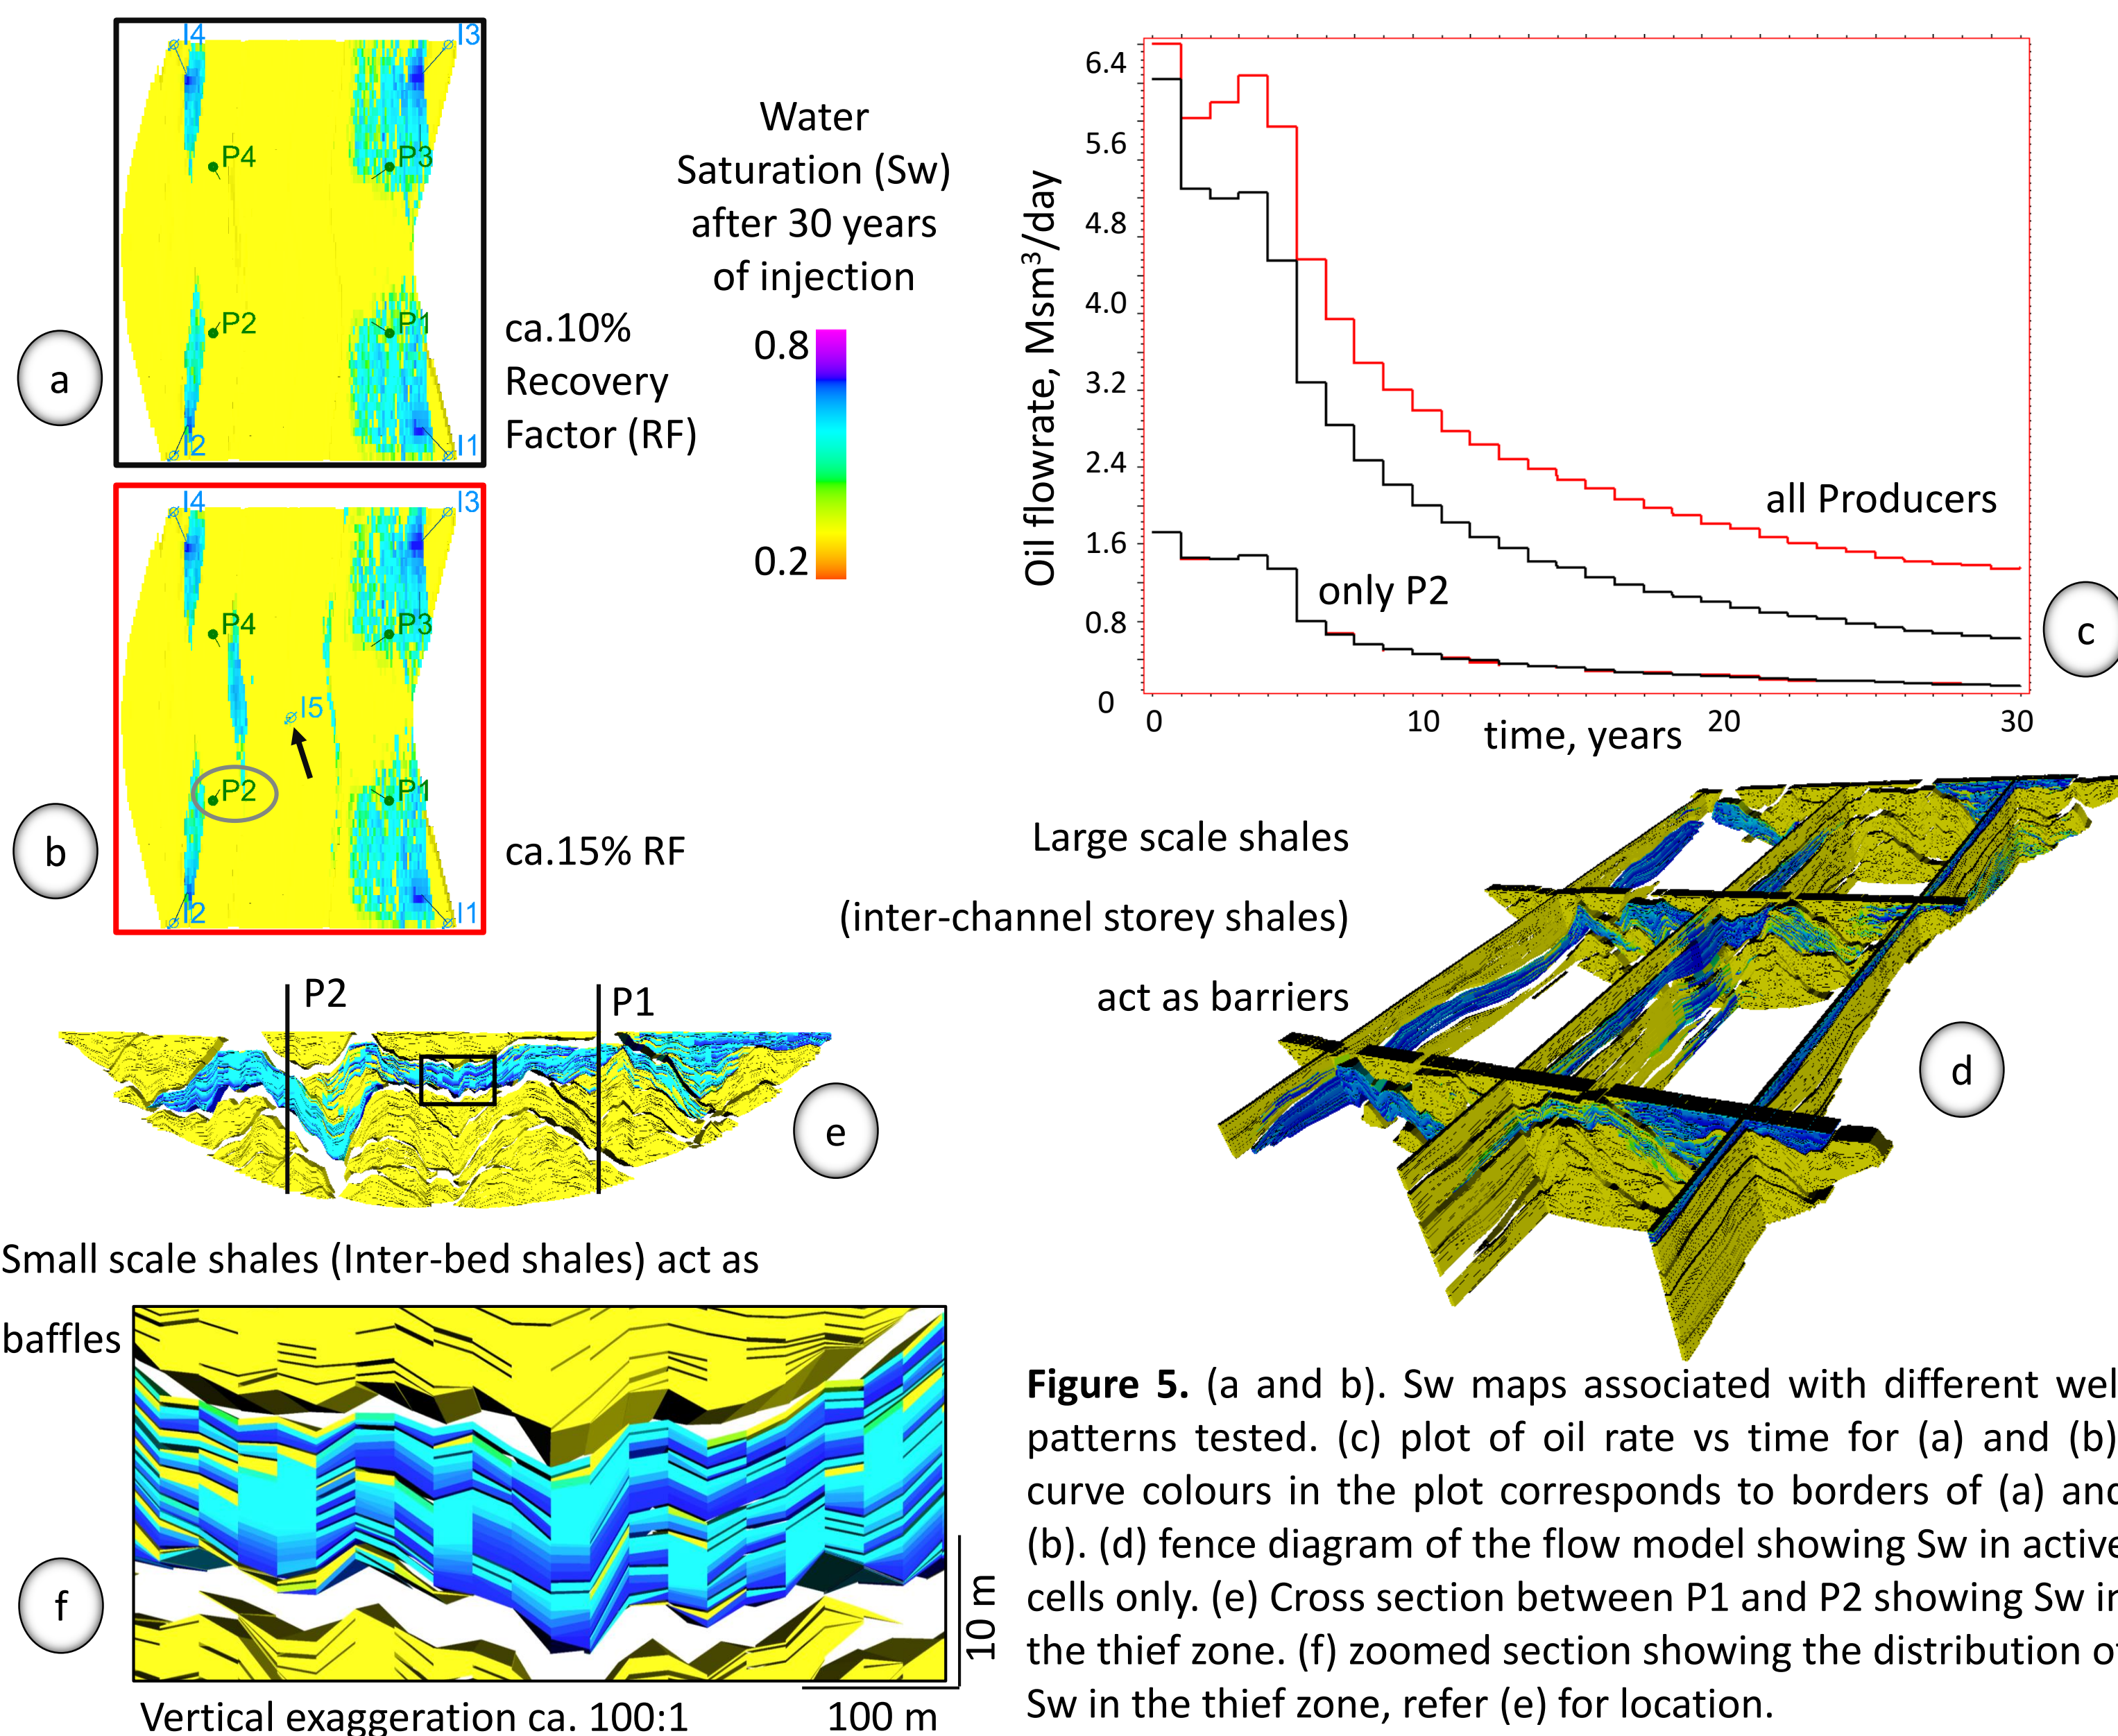 I4
I3
P4
P3
P2
P1
I2
I1
a
ca.10%
Recovery
Factor (RF)
Water
Saturation (Sw)
after 30 years
of injection
0.8
0.2
I4
I3
P4
P3
I5
P2
P1
I2
I1
b
ca.15% RF
Oil flowrate, Msm³/day
6.4
5.6
4.8
4.0
3.2
2.4
1.6
0.8
0
0
10
20
30
time, years
all Producers
only P2
c
Large scale shales
(inter-channel storey shales)
act as barriers
d
P2
P1
e
Small scale shales (Inter-bed shales) act as
baffles
f
10 m
Vertical exaggeration ca. 100:1
100 m
Figure 5. (a and b). Sw maps associated with different wel
patterns tested. (c) plot of oil rate vs time for (a) and (b)
curve colours in the plot corresponds to borders of (a) and
(b). (d) fence diagram of the flow model showing Sw in active
cells only. (e) Cross section between P1 and P2 showing Sw in
the thief zone. (f) zoomed section showing the distribution of
Sw in the thief zone, refer (e) for location.